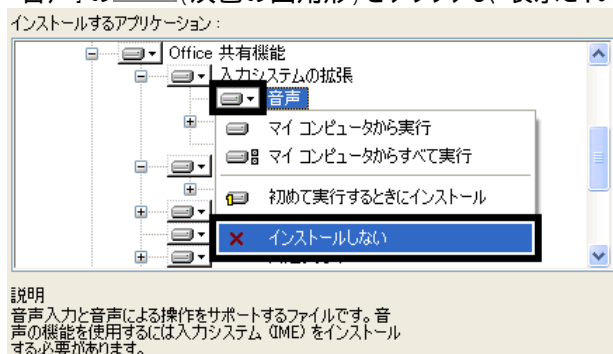 インストールするアプリケーション:
Office 共有機能
入力システムの拡張
音声
マイ コンピュータから実行
マイ コンピュータからすべて実行
初めて実行するときにインストール
インストールしない
説明
音声入力と音声による操作をサポートするファイルです。音
声の機能を使用するには入力システム (IME) をインストール
する必要があります。